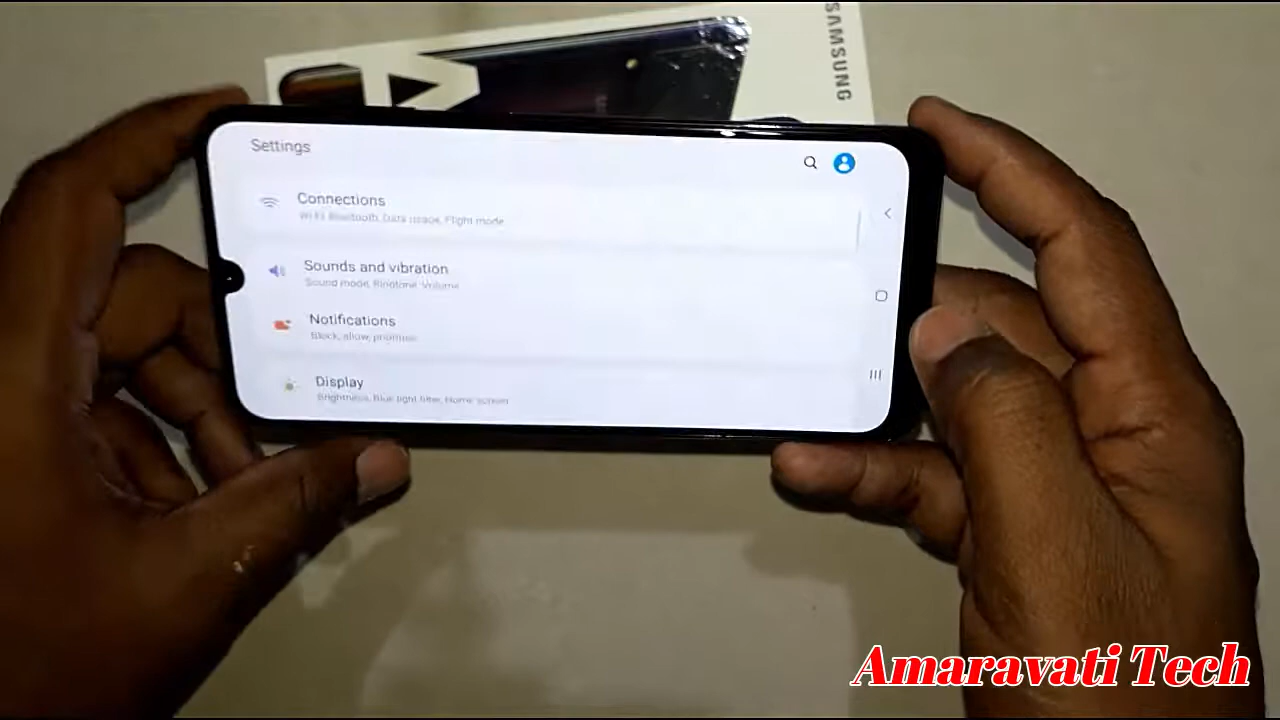 SAMSUNG
Settings
Connections
Wi-Fi, Bluetooth, Data usage, Flight mode
Sounds and vibration
Sound mode, Ringtone, Volume
Notifications
Block, allow, prioritise
Display
Brightness, Blue light filter, Home screen
Amaravati Tech